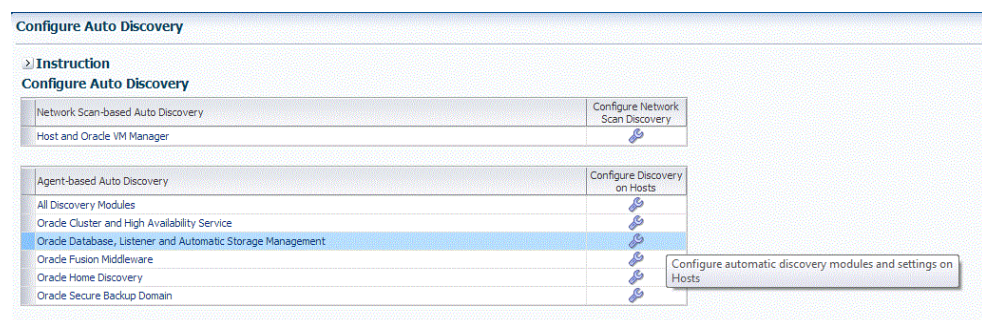 Configure Auto Discovery
Instruction
Configure Auto Discovery
Network Scan-based Auto Discovery
Configure Network
Scan Discovery
Host and Oracle VM Manager
Agent-based Auto Discovery
Configure Discovery
on Hosts
All Discovery Modules
Oracle Cluster and High Availability Service
Oracle Database, Listener and Automatic Storage Management
Oracle Fusion Middleware
Configure automatic discovery modules and settings on
Hosts
Oracle Home Discovery
Oracle Secure Backup Domain